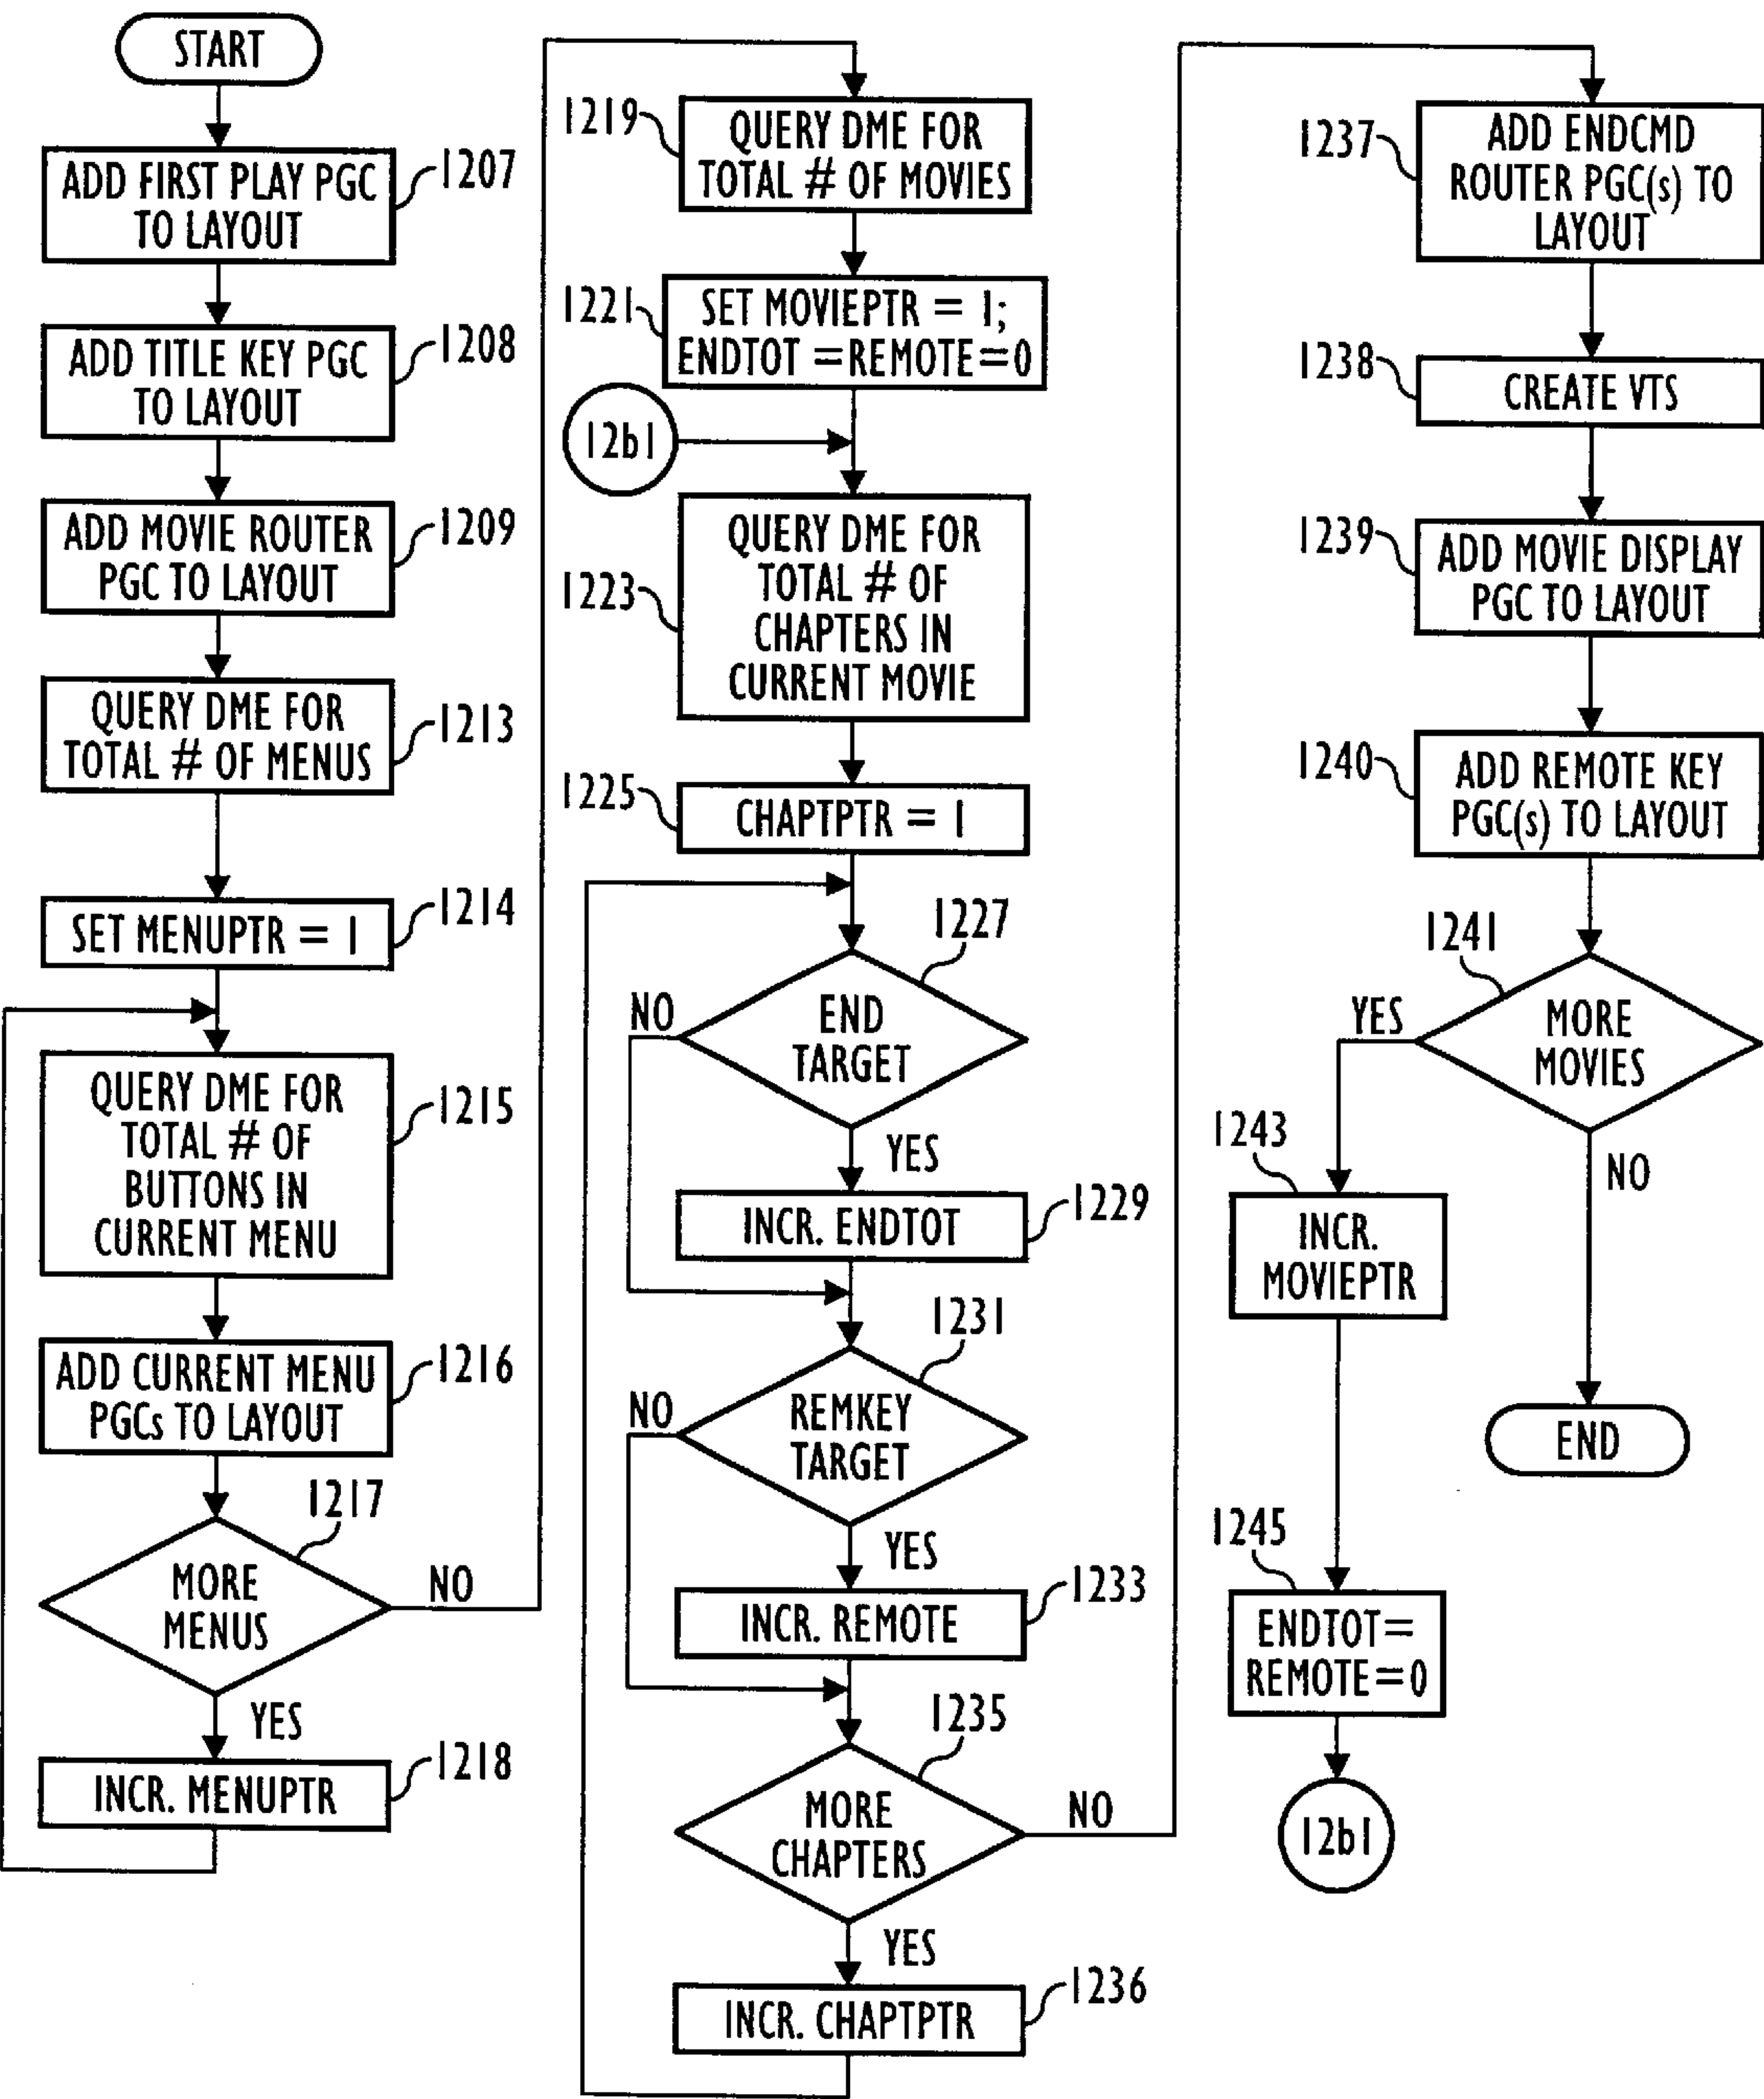 START
ADD FIRST PLAY PGC
TO LAYOUT
1207
ADD TITLE KEY PGC
TO LAYOUT
1208
ADD MOVIE ROUTER
PGC TO LAYOUT
1209
QUERY DME FOR
TOTAL # OF MENUS
1213
SET MENUPTR = 1
1214
QUERY DME FOR
TOTAL # OF
BUTTONS IN
CURRENT MENU
1215
ADD CURRENT MENU
PGCs TO LAYOUT
1216
1217
MORE
MENUS
NO
YES
INCR. MENUPTR
1218
1219
QUERY DME FOR
TOTAL # OF MOVIES
1221
SET MOVIEPTR = 1;
ENDTOT =REMOTE=0
12b1
1223
QUERY DME FOR
TOTAL # OF
CHAPTERS IN
CURRENT MOVIE
1225
CHAPTPTR = 1
1227
NO
END
TARGET
YES
INCR. ENDTOT
1229
1231
NO
REMKEY
TARGET
YES
INCR. REMOTE
1233
1235
MORE
CHAPTERS
NO
YES
INCR. CHAPTPTR
1236
1237
ADD ENDCMD
ROUTER PGC(s) TO
LAYOUT
1238
CREATE VTS
1239
ADD MOVIE DISPLAY
PGC TO LAYOUT
1240
ADD REMOTE KEY
PGC(s) TO LAYOUT
1241
YES
MORE
MOVIES
NO
1243
INCR.
MOVIEPTR
END
1245
ENDTOT=
REMOTE=0
12b1